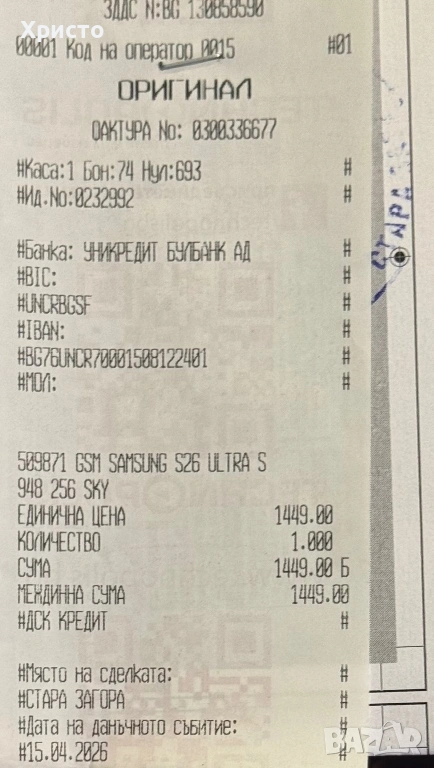 Христо
ЗДДС N:BG 130858590
00001 Код на оператор 0015 #01
ОРИГИНАЛ
ФАКТУРА No: 0300336677
#Каса:1 Бон:74 Нул:693 #
#Ид.No:0232992 #
#Банка: УНИКРЕДИТ БУЛБАНК АД #
#BIC: #
#UNCRBGSF #
#IBAN: #
#BG76UNCR70001508122401 #
#МОЛ: #
509871 GSM SAMSUNG S26 ULTRA S
948 256 SKY
ЕДИНИЧНА ЦЕНА 1449.00
КОЛИЧЕСТВО 1.000
СУМА 1449.00 Б
МЕЖДИННА СУМА 1449.00
#ДСК КРЕДИТ #
#Място на сделката: #
#СТАРА ЗАГОРА #
#Дата на данъчното събитие: #
#15.04.2026 #
СТАРА
bazar